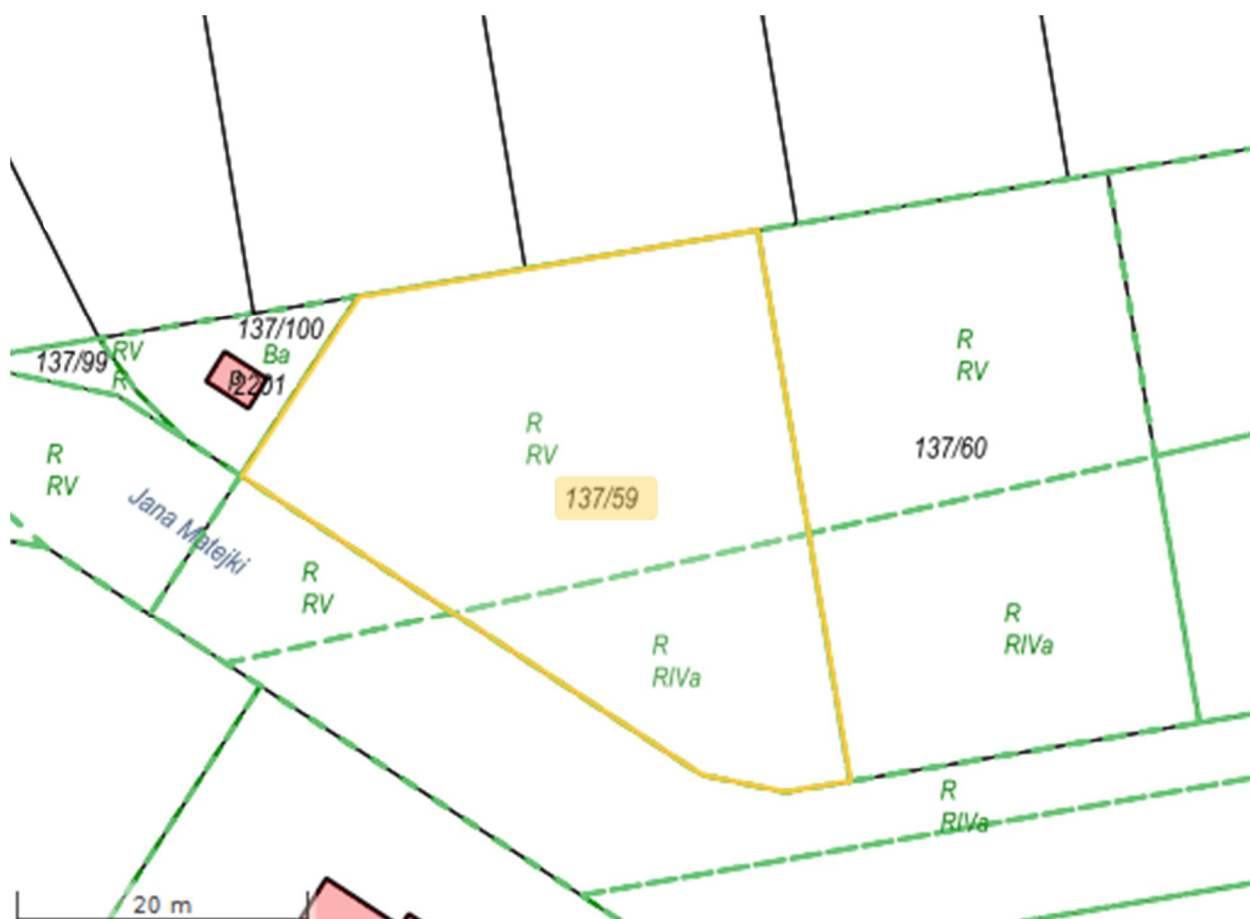 137/100
137/99
RV
R
Ba
R
RV
R
RV
137/59
137/60
R
RV
Jana Matejki
R
RV
R
RIVa
R
RIVa
R
RIVa
20 m